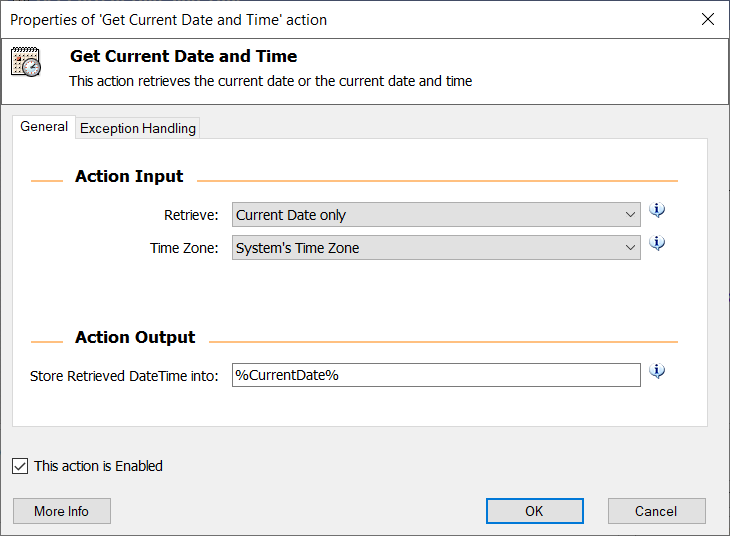 Properties of 'Get Current Date and Time' action
Get Current Date and Time
This action retrieves the current date or the current date and time
General
Exception Handling
Action Input
Retrieve:
Current Date only
Time Zone:
System's Time Zone
Action Output
Store Retrieved DateTime into:
%CurrentDate%
This action is Enabled
More Info
OK
Cancel